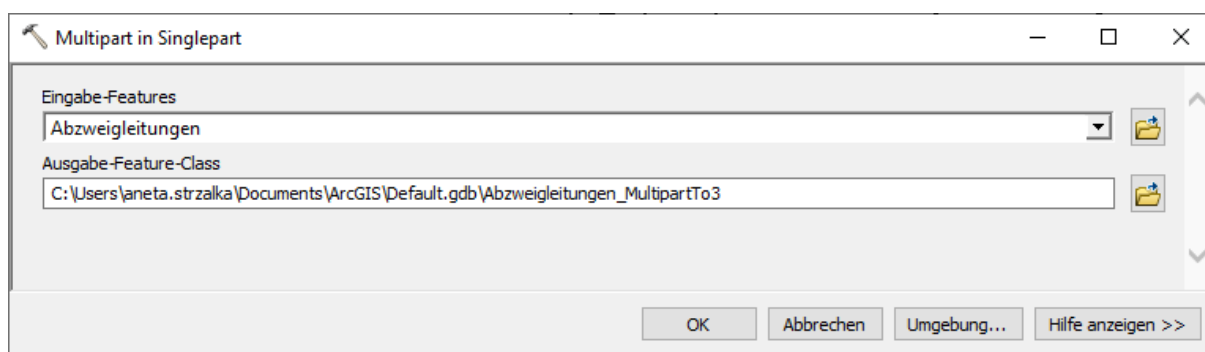 Multipart in Singlepart
Eingabe-Features
Abzweigleitungen
Ausgabe-Feature-Class
C:\Users\aneta.strzalka\Documents\ArcGIS\Default.gdb\Abzweigleitungen_MultipartTo3
OK Abbrechen Umgebung... Hilfe anzeigen >>